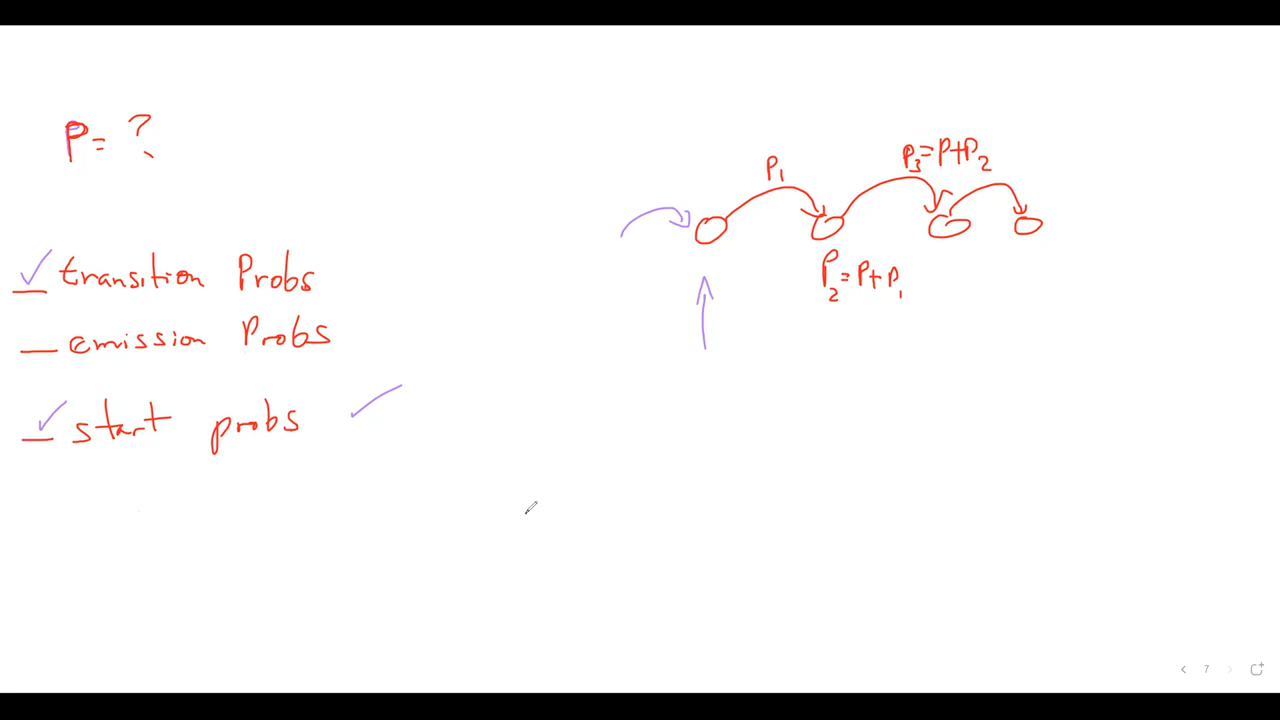 P = ?
transition Probs
emission Probs
start probs
P₁
P₃ = P+P₂
P₂ = P+P₁
7